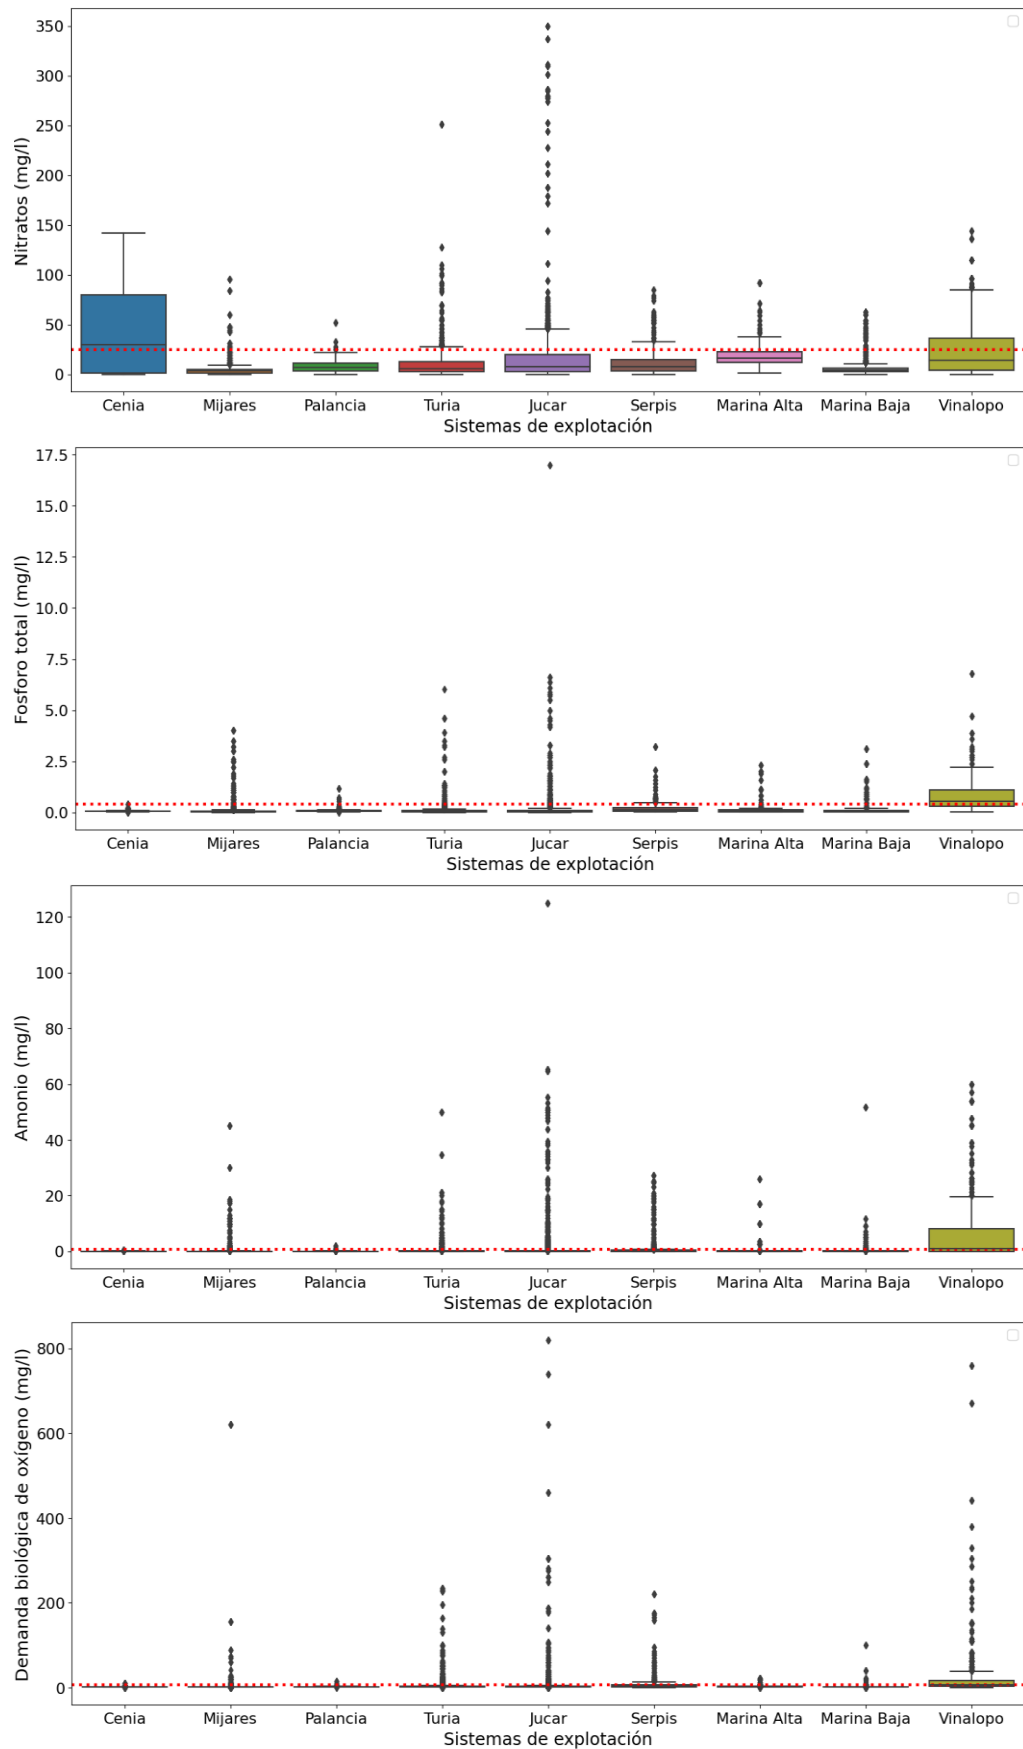 Nitratos (mg/l)
350
300
250
200
150
100
50
0
Cenia Mijares Palancia Turia Jucar Serpis Marina Alta Marina Baja Vinalopo
Sistemas de explotación
Fosforo total (mg/l)
17.5
15.0
12.5
10.0
7.5
5.0
2.5
0.0
Cenia Mijares Palancia Turia Jucar Serpis Marina Alta Marina Baja Vinalopo
Sistemas de explotación
Amonio (mg/l)
120
100
80
60
40
20
0
Cenia Mijares Palancia Turia Jucar Serpis Marina Alta Marina Baja Vinalopo
Sistemas de explotación
Demanda biológica de oxígeno (mg/l)
800
600
400
200
0
Cenia Mijares Palancia Turia Jucar Serpis Marina Alta Marina Baja Vinalopo
Sistemas de explotación